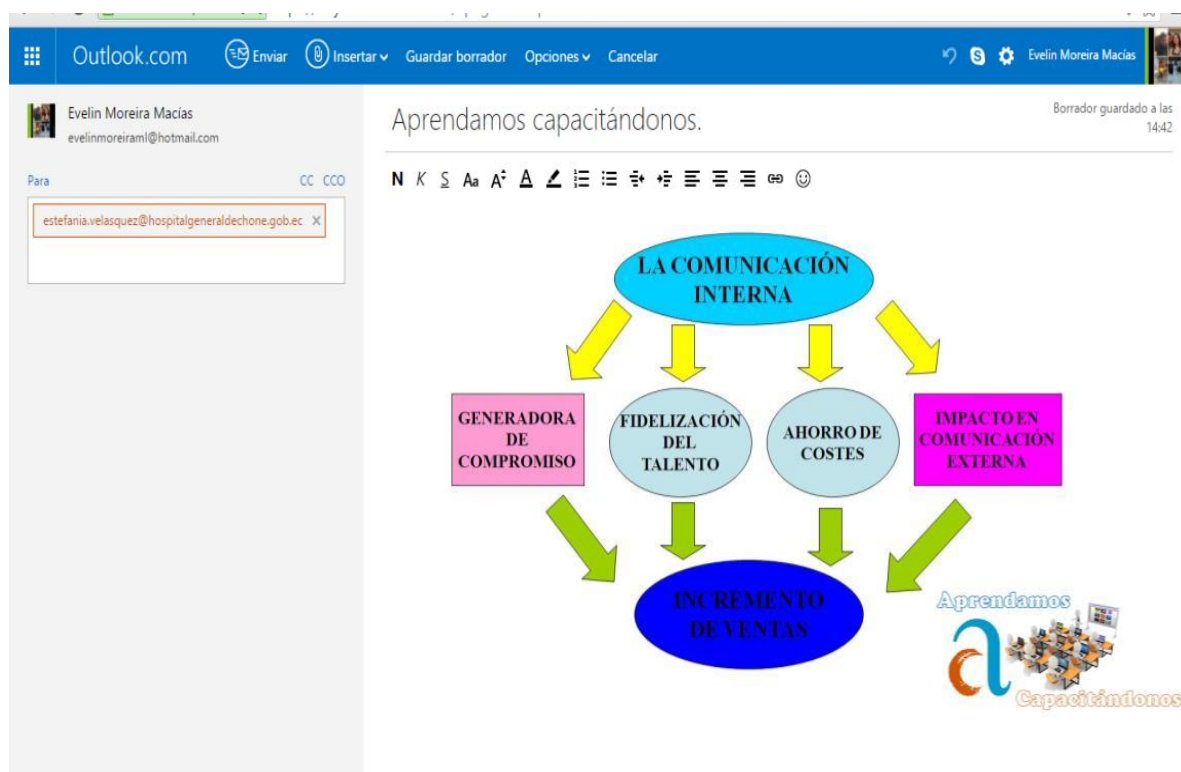 Outlook.com Enviar Insertar Guardar borrador Opciones Cancelar Evelin Moreira Macías
Evelin Moreira Macías
evelinmoreiraml@hotmail.com
Para CC CCO
estefania.velasquez@hospitalgeneraldechone.gob.ec
Aprendamos capacitándonos.
Borrador guardado a las
14:42
N K S Aa A A
LA COMUNICACIÓN
INTERNA
GENERADORA
DE
COMPROMISO
FIDELIZACIÓN
DEL
TALENTO
AHORRO DE
COSTES
IMPACTO EN
COMUNICACIÓN
EXTERNA
INCREMENTO
DE VENTAS
Aprendamos
Capacitándonos